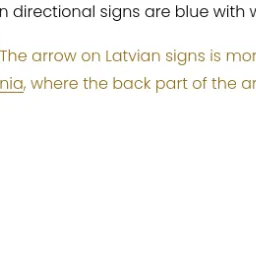 n directional signs are blue with
The arrow on Latvian signs is mor
nia, where the back part of the ar